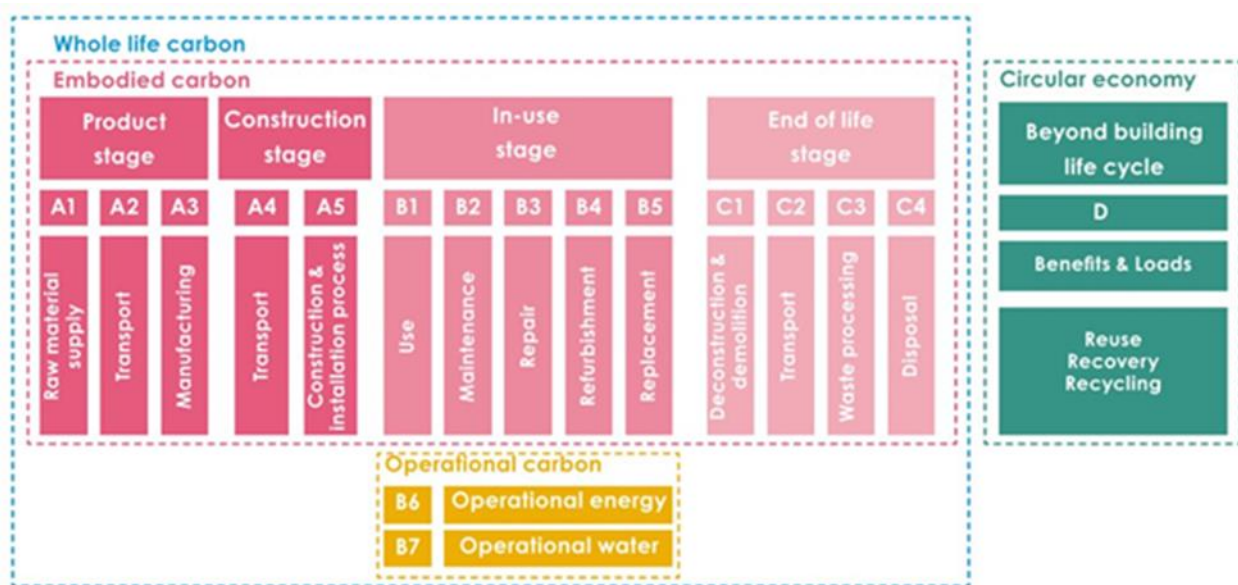 Whole life carbon
Embodied carbon
Product
stage
Construction
stage
In-use
stage
End of life
stage
A1
A2
A3
A4
A5
B1
B2
B3
B4
B5
C1
C2
C3
C4
Raw material
supply
Transport
Manufacturing
Transport
Construction &
installation process
Use
Maintenance
Repair
Refurbishment
Replacement
Deconstruction &
demolition
Transport
Waste processing
Disposal
Operational carbon
B6
Operational energy
B7
Operational water
Circular economy
Beyond building
life cycle
D
Benefits & Loads
Reuse
Recovery
Recycling